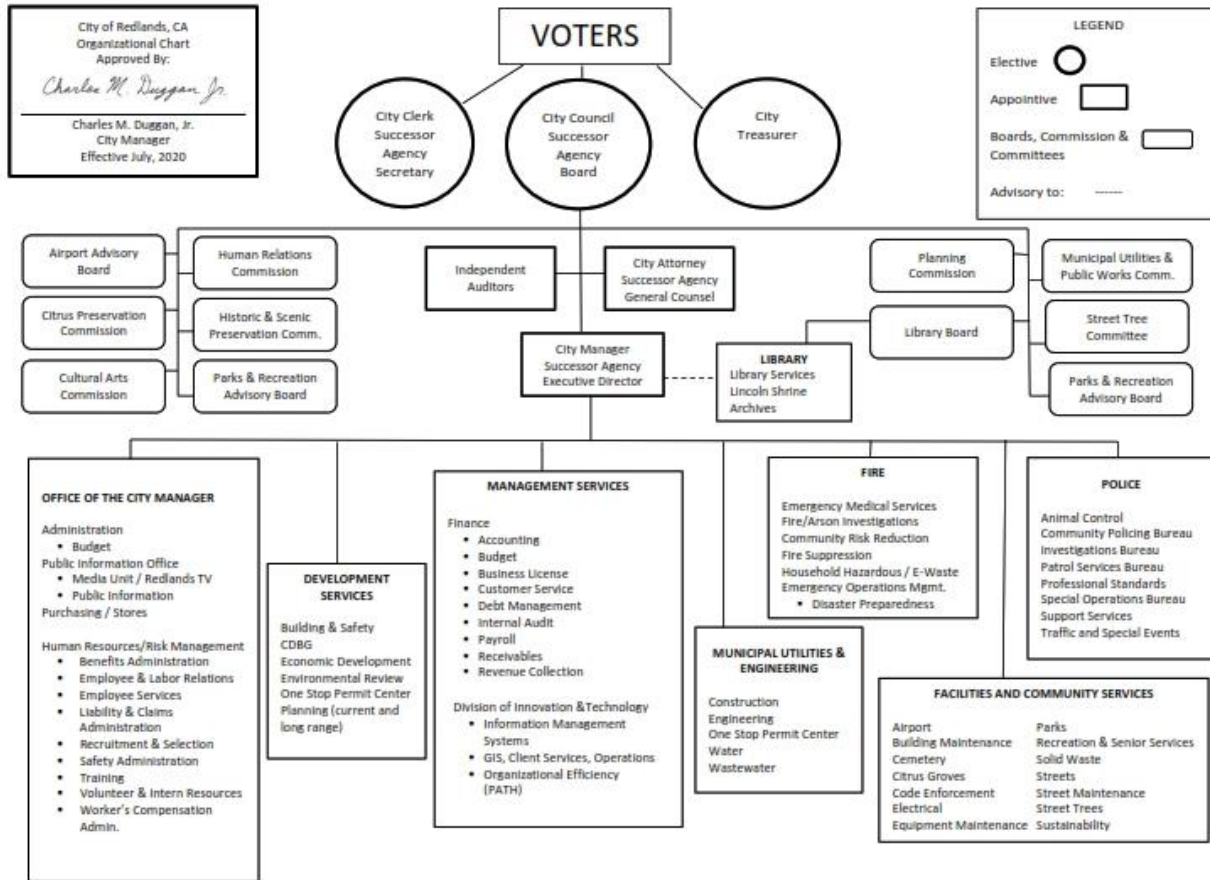 City of Redlands, CA
Organizational Chart
Approved By:
Charles M. Duggan Jr.
Charles M. Duggan, Jr.
City Manager
Effective July, 2020
VOTERS
LEGEND
Elective
Appointive
Boards, Commission &
Committees
Advisory to: -------
City Clerk
Successor
Agency
Secretary
City Council
Successor
Agency
Board
City
Treasurer
Airport Advisory
Board
Human Relations
Commission
Citrus Preservation
Commission
Historic & Scenic
Preservation Comm.
Cultural Arts
Commission
Parks & Recreation
Advisory Board
Independent
Auditors
City Attorney
Successor Agency
General Counsel
City Manager
Successor Agency
Executive Director
LIBRARY
Library Services
Lincoln Shrine
Archives
Planning
Commission
Municipal Utilities &
Public Works Comm.
Library Board
Street Tree
Committee
Parks & Recreation
Advisory Board
OFFICE OF THE CITY MANAGER
Administration
• Budget
Public Information Office
• Media Unit / Redlands TV
• Public Information
Purchasing / Stores
Human Resources/Risk Management
• Benefits Administration
• Employee & Labor Relations
• Employee Services
• Liability & Claims
Administration
• Recruitment & Selection
• Safety Administration
• Training
• Volunteer & Intern Resources
• Worker's Compensation
Admin.
DEVELOPMENT
SERVICES
Building & Safety
CDBG
Economic Development
Environmental Review
One Stop Permit Center
Planning (current and
long range)
MANAGEMENT SERVICES
Finance
• Accounting
• Budget
• Business License
• Customer Service
• Debt Management
• Internal Audit
• Payroll
• Receivables
• Revenue Collection
Division of Innovation &Technology
• Information Management
Systems
• GIS, Client Services, Operations
• Organizational Efficiency
(PATH)
MUNICIPAL UTILITIES &
ENGINEERING
Construction
Engineering
One Stop Permit Center
Water
Wastewater
FIRE
Emergency Medical Services
Fire/Arson Investigations
Community Risk Reduction
Fire Suppression
Household Hazardous / E-Waste
Emergency Operations Mgmt.
• Disaster Preparedness
POLICE
Animal Control
Community Policing Bureau
Investigations Bureau
Patrol Services Bureau
Professional Standards
Special Operations Bureau
Support Services
Traffic and Special Events
FACILITIES AND COMMUNITY SERVICES
Airport
Building Maintenance
Cemetery
Citrus Groves
Code Enforcement
Electrical
Equipment Maintenance
Parks
Recreation & Senior Services
Solid Waste
Streets
Street Maintenance
Street Trees
Sustainability